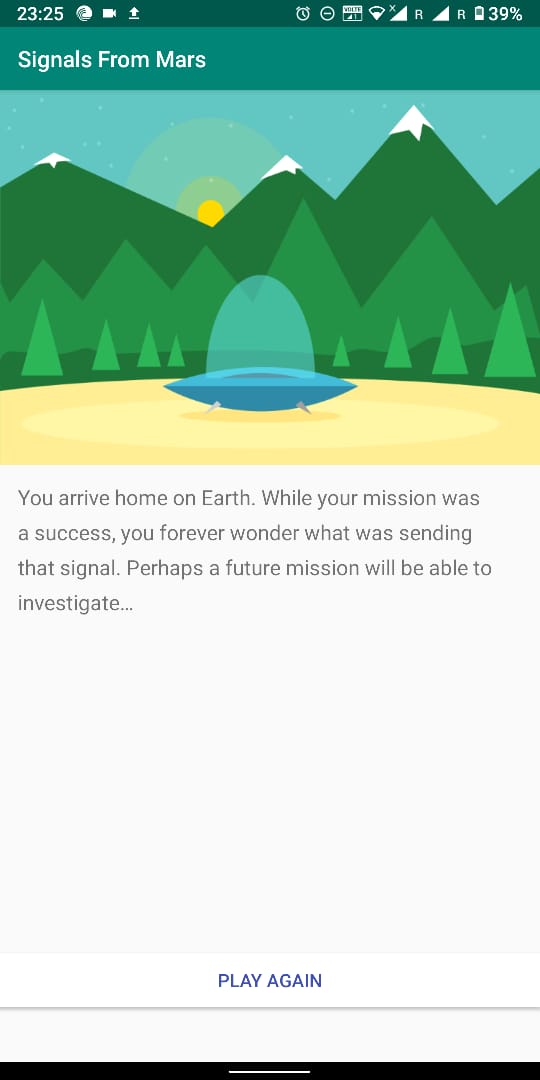 23:25 VOLTE R R 39%
Signals From Mars
You arrive home on Earth. While your mission was
a success, you forever wonder what was sending
that signal. Perhaps a future mission will be able to
investigate...
PLAY AGAIN